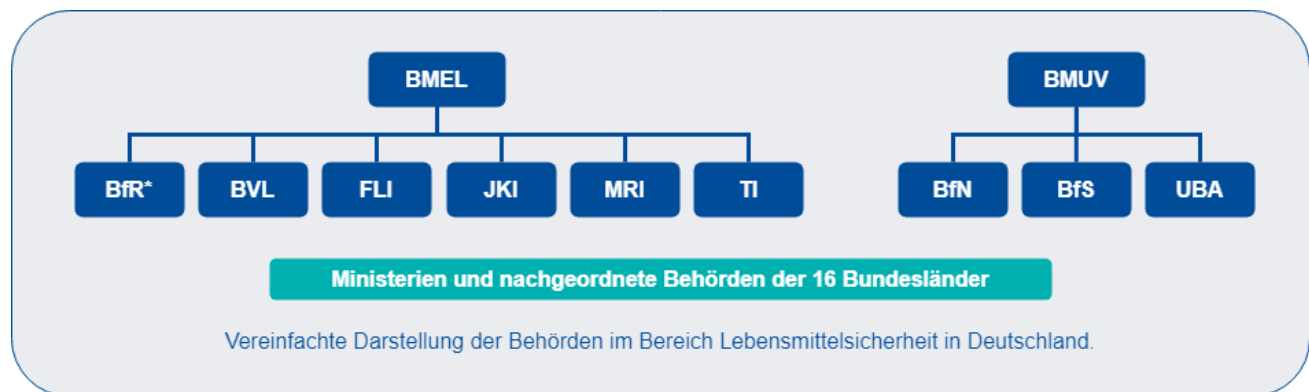 BMEL BMUV
BfR* BVL FLI JKI MRI TI BfN BfS UBA
Ministerien und nachgeordnete Behörden der 16 Bundesländer
Vereinfachte Darstellung der Behörden im Bereich Lebensmittelsicherheit in Deutschland.